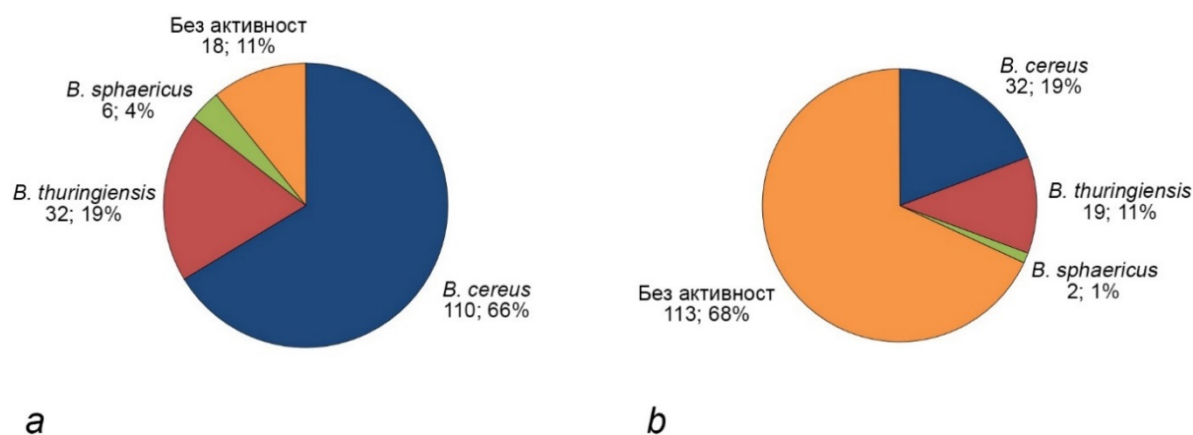 Без активност
18; 11%
B. sphaericus
6; 4%
B. thuringiensis
32; 19%
B. cereus
110; 66%
a
B. cereus
32; 19%
B. thuringiensis
19; 11%
B. sphaericus
2; 1%
Без активност
113; 68%
b